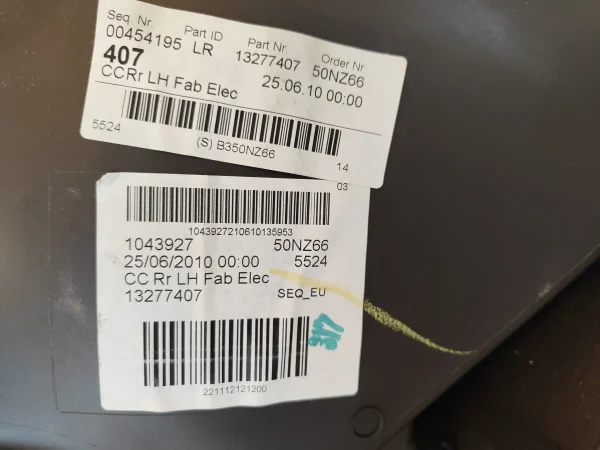 Seq. Nr. Part ID Part Nr. Order Nr
00454195 LR 13277407 50NZ66
407 25.06.10 00:00
CCRr LH Fab Elec
5524
(S) B350NZ66
14
03
1043927210610135953
1043927 50NZ66
25/06/2010 00:00 5524
CC Rr LH Fab Elec
13277407 SEQ_EU
221112121200